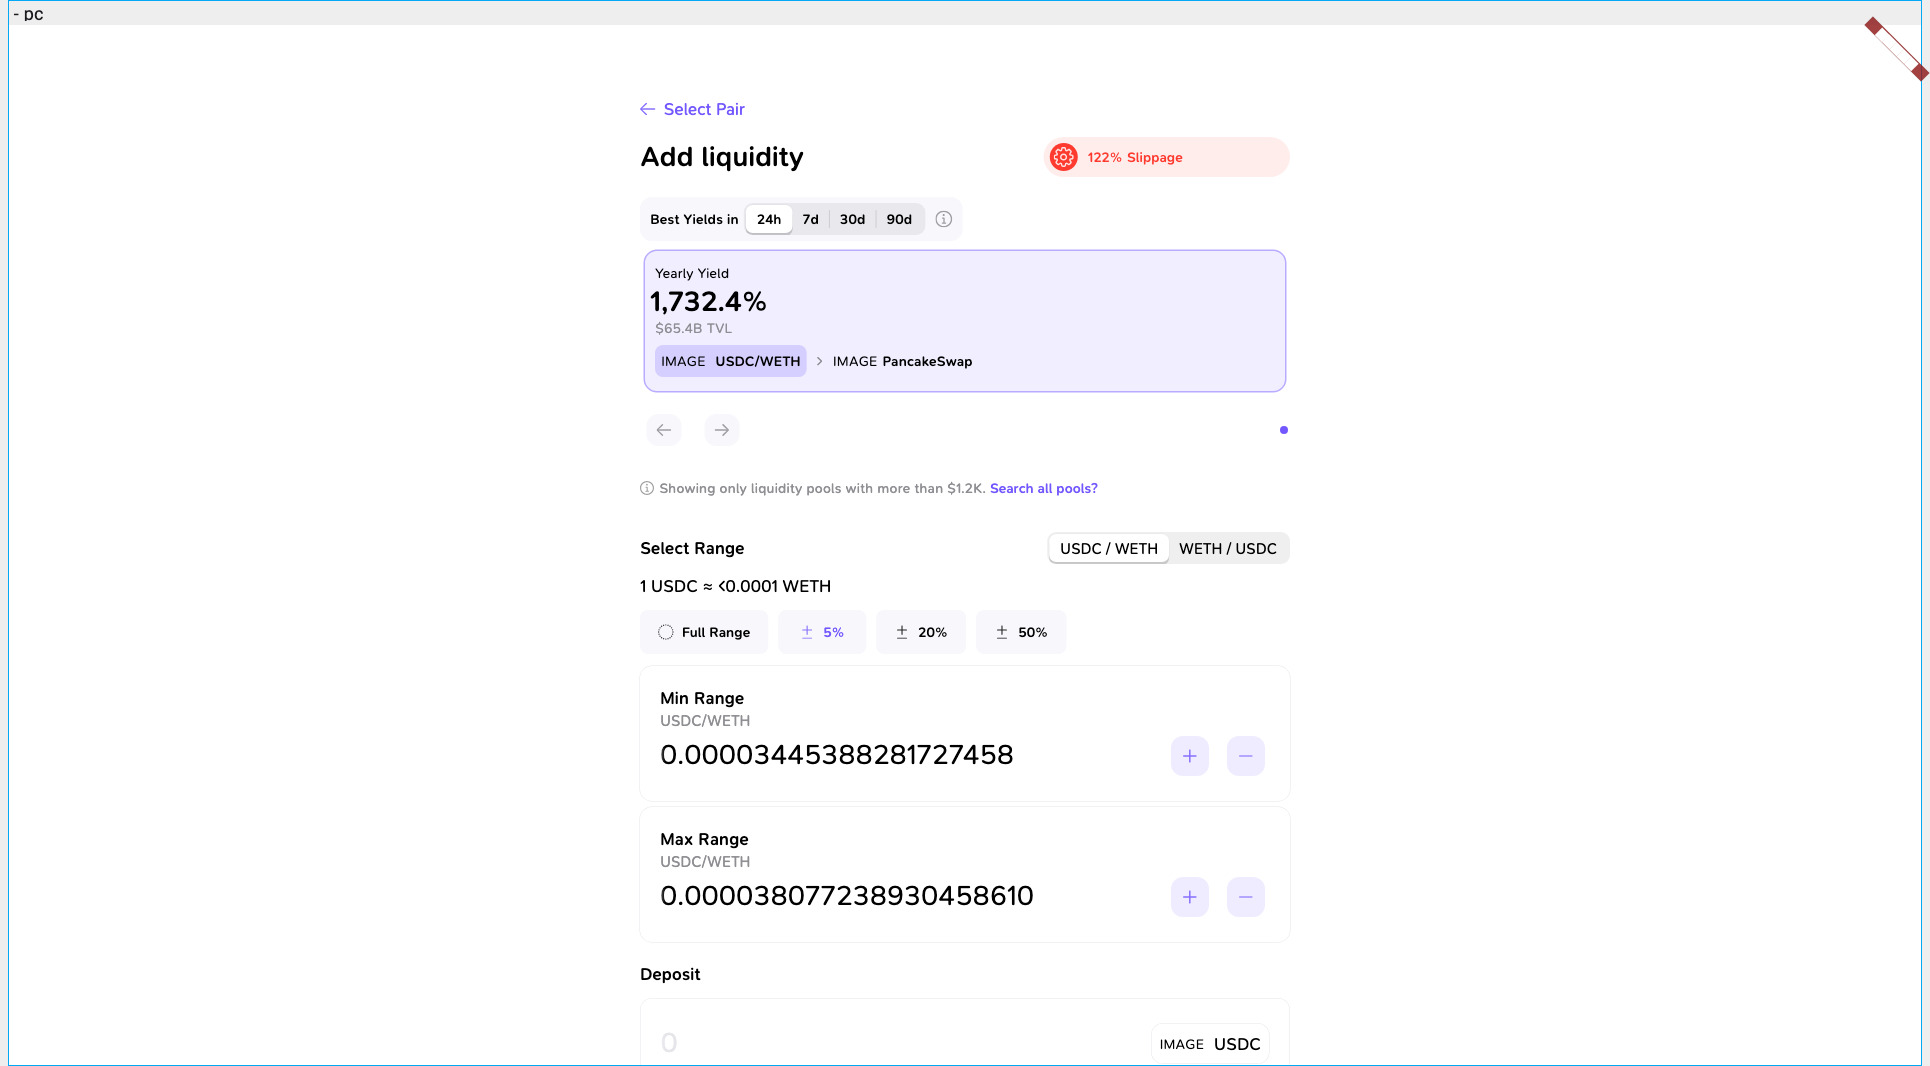 - pc
Select Pair
Add liquidity
122% Slippage
Best Yields in 24h 7d 30d 90d
Yearly Yield
1,732.4%
$65.4B TVL
IMAGE USDC/WETH > IMAGE PancakeSwap
Showing only liquidity pools with more than $1.2K. Search all pools?
Select Range
USDC / WETH WETH / USDC
1 USDC ≈ <0.0001 WETH
Full Range ± 5% ± 20% ± 50%
Min Range
USDC/WETH
0.00003445388281727458
Max Range
USDC/WETH
0.000038077238930458610
Deposit
0
IMAGE USDC